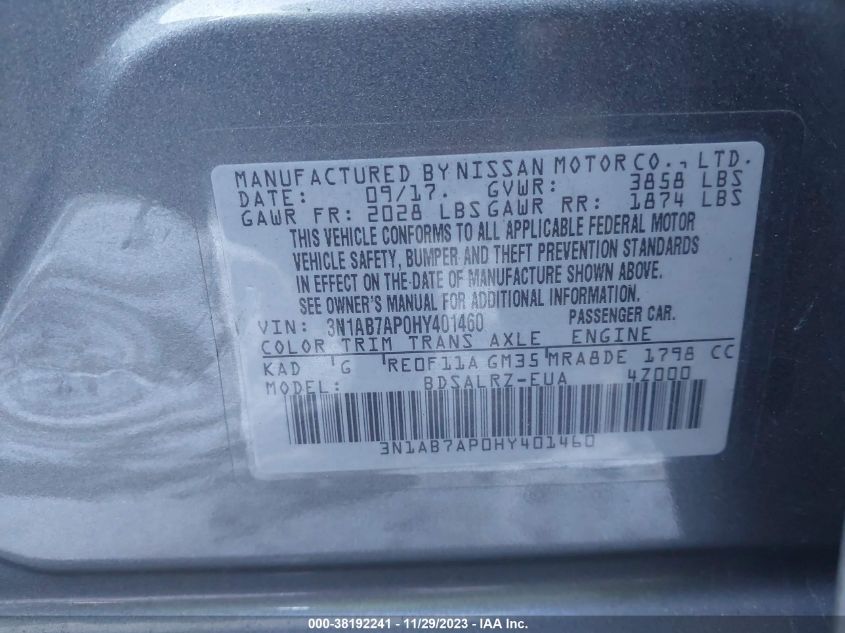 MANUFACTURED BY NISSAN MOTOR CO., LTD.
DATE: 09/17. GVWR: 3858 LBS
GAWR FR: 2028 LBS GAWR RR: 1874 LBS
THIS VEHICLE CONFORMS TO ALL APPLICABLE FEDERAL MOTOR
VEHICLE SAFETY, BUMPER AND THEFT PREVENTION STANDARDS
IN EFFECT ON THE DATE OF MANUFACTURE SHOWN ABOVE.
SEE OWNER'S MANUAL FOR ADDITIONAL INFORMATION.
VIN: 3N1AB7AP0HY401460 PASSENGER CAR.
COLOR TRIM TRANS AXLE ENGINE
KAD G RE0F11A GM35 MRA8DE 1798 CC
MODEL: BDSALRZ-EUA 4Z000
3N1AB7AP0HY401460
000-38192241 - 11/29/2023 - IAA Inc.